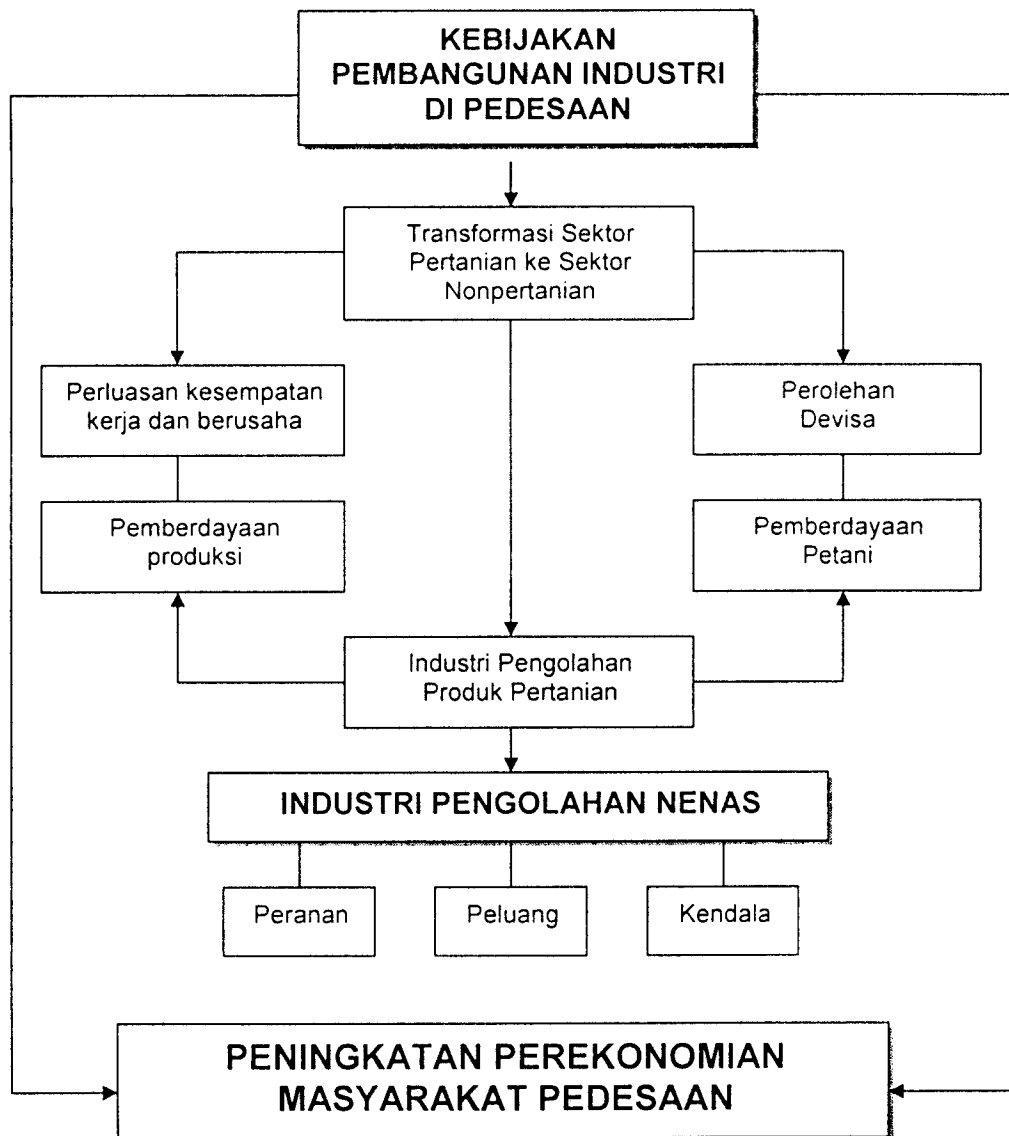 KEBIJAKAN
PEMBANGUNAN INDUSTRI
DI PEDESAAN
Transformasi Sektor
Pertanian ke Sektor
Nonpertanian
Perluasan kesempatan
kerja dan berusaha
Perolehan
Devisa
Pemberdayaan
produksi
Pemberdayaan
Petani
Industri Pengolahan
Produk Pertanian
INDUSTRI PENGOLAHAN NENAS
Peranan
Peluang
Kendala
PENINGKATAN PEREKONOMIAN
MASYARAKAT PEDESAAN